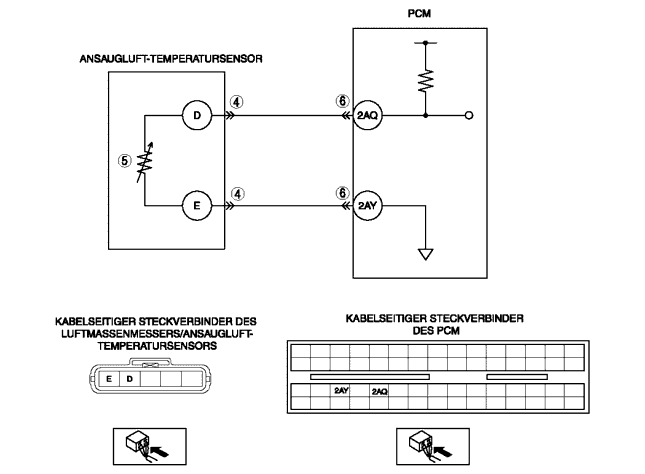 PCM
ANSAUGLUFT-TEMPERATURSENSOR
D
4
6
2AQ
5
E
4
6
2AY
KABELSEITIGER STECKVERBINDER DES
LUFTMASSENMESSERS/ANSAUGLUFT-
TEMPERATURSENSORS
E D
KABELSEITIGER STECKVERBINDER
DES PCM
2AY 2AQ